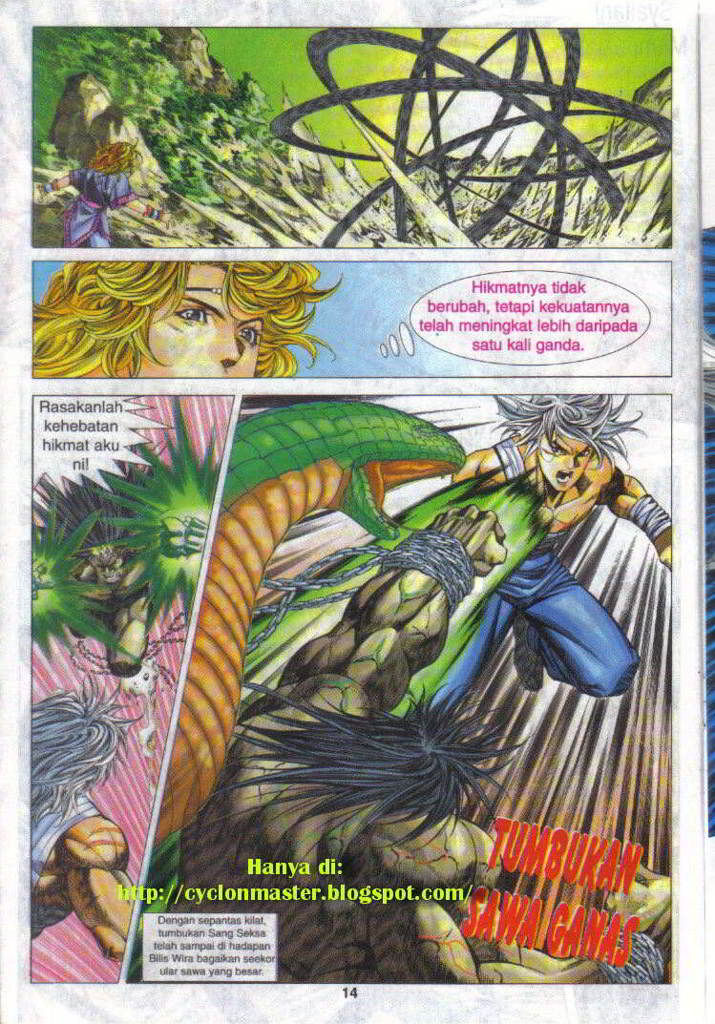 Hikmatnya tidak
berubah, tetapi kekuatannya
telah meningkat lebih daripada
satu kali ganda.
Rasakanlah
kehebatan
hikmat aku
ni!
TUMBUKAN
SAWA GANAS
Hanya di:
http://cyclonmaster.blogspot.com/
Dengan sepantas kilat,
tumbukan Sang Seksa
telah sampai di hadapan
Bilis Wira bagaikan seekor
ular sawa yang besar.
14